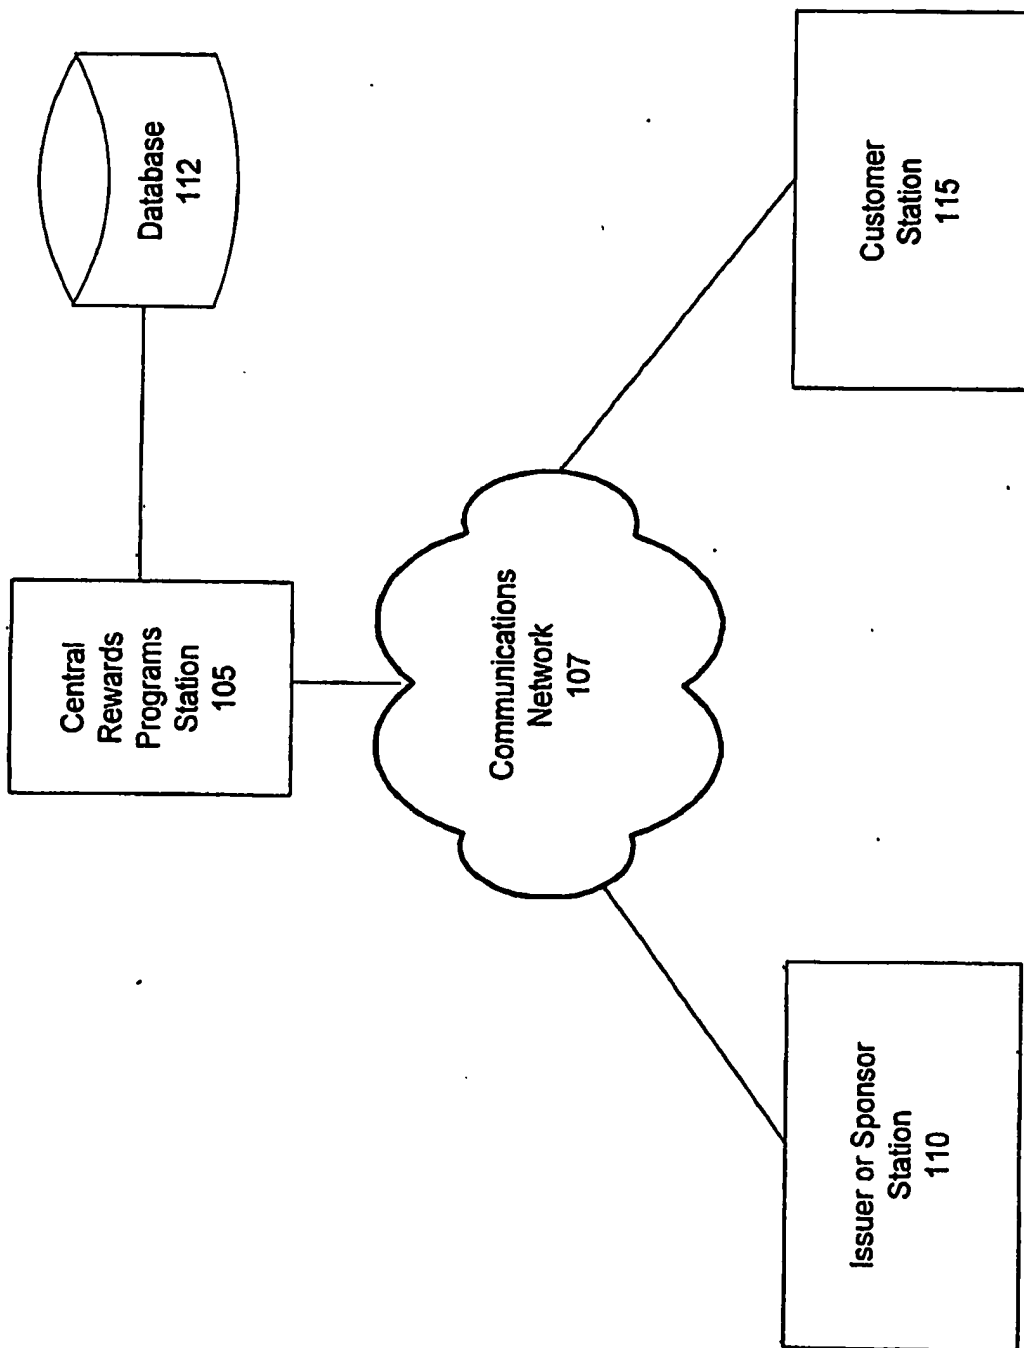 Central
Rewards
Programs
Station
105
Database
112
Communications
Network
107
Issuer or Sponsor
Station
110
Customer
Station
115